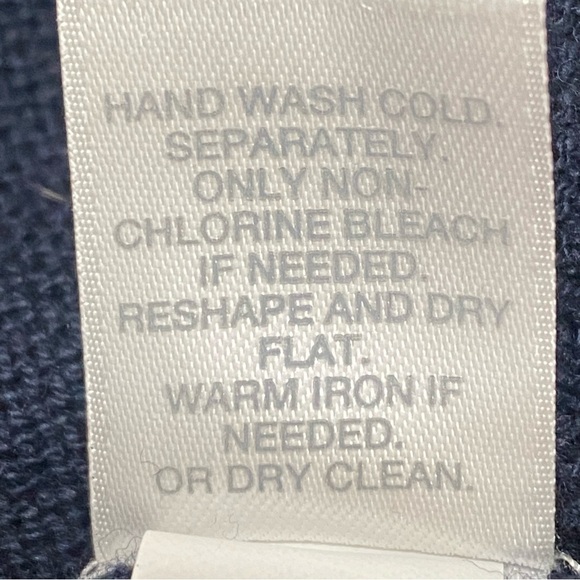 HAND WASH COLD.
SEPARATELY.
ONLY NON-
CHLORINE BLEACH
IF NEEDED.
RESHAPE AND DRY
FLAT.
WARM IRON IF
NEEDED.
OR DRY CLEAN.